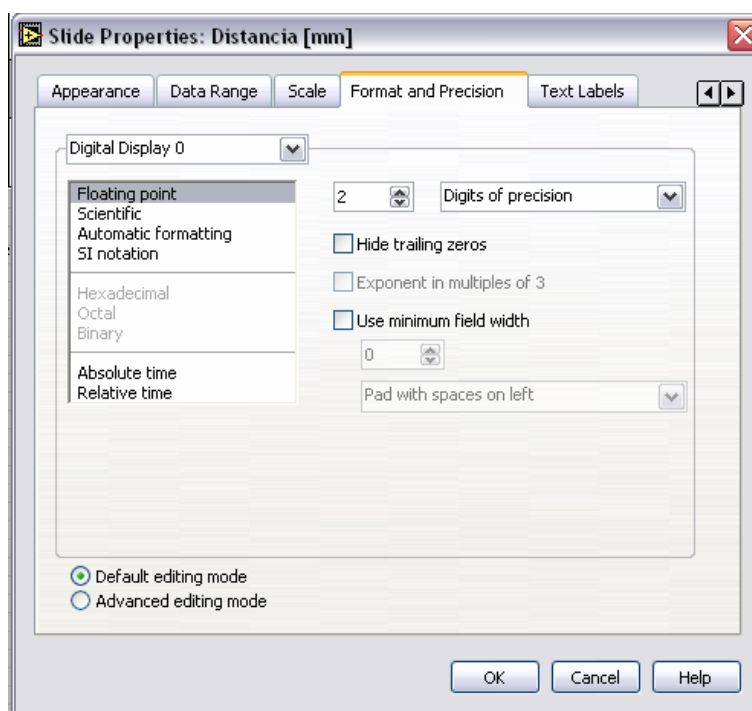 Slide Properties: Distancia [mm]
Appearance Data Range Scale Format and Precision Text Labels
Digital Display 0
Floating point
Scientific
Automatic formatting
SI notation
Hexadecimal
Octal
Binary
Absolute time
Relative time
2 Digits of precision
Hide trailing zeros
Exponent in multiples of 3
Use minimum field width
0
Pad with spaces on left
Default editing mode
Advanced editing mode
OK Cancel Help